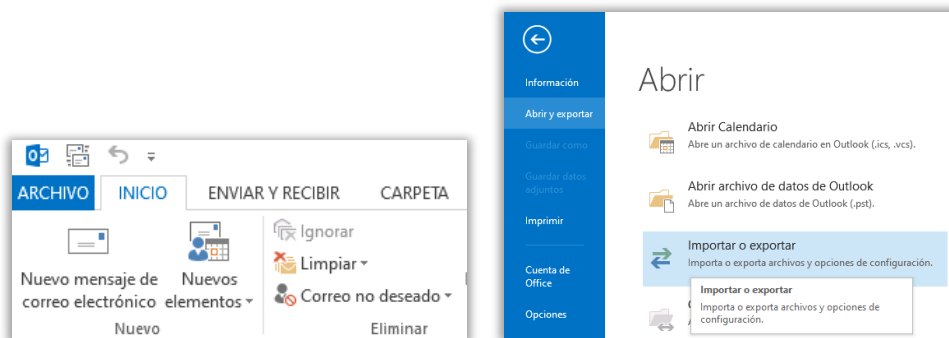 ARCHIVO INICIO ENVIAR Y RECIBIR CARPETA
Nuevo mensaje de
correo electrónico
Nuevos
elementos
Ignorar
Limpiar
Correo no deseado
Nuevo
Eliminar
Información
Abrir y exportar
Guardar como
Guardar datos
adjuntos
Imprimir
Cuenta de
Office
Opciones
Abrir
Abrir Calendario
Abre un archivo de calendario en Outlook (.ics, .vcs).
Abrir archivo de datos de Outlook
Abre un archivo de datos de Outlook (.pst).
Importar o exportar
Importa o exporta archivos y opciones de configuración.
Importar o exportar
Importa o exporta archivos y opciones de
configuración.